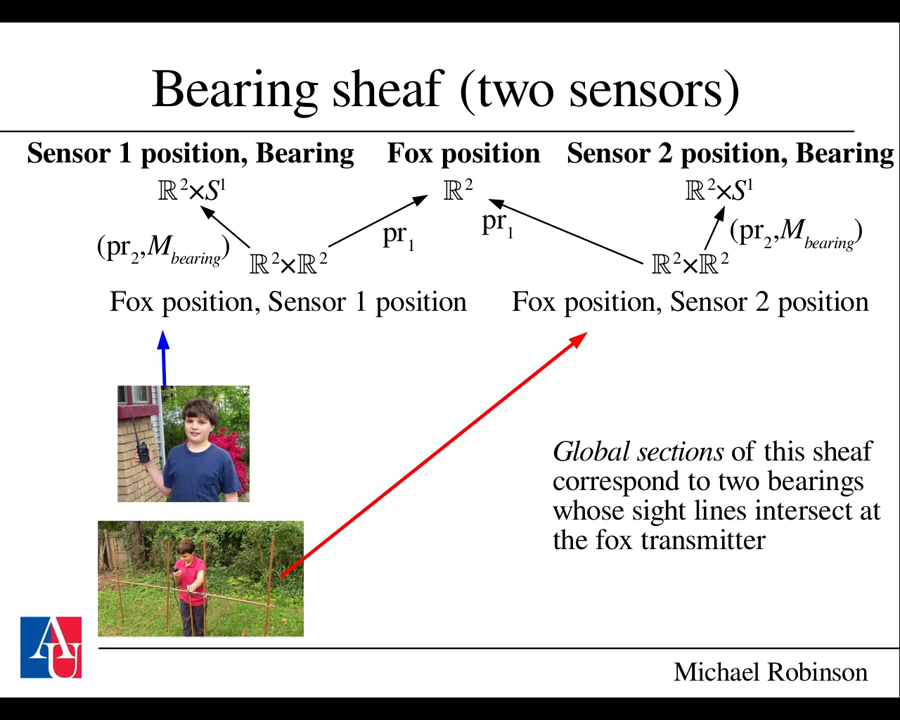 Bearing sheaf (two sensors)
Sensor 1 position, Bearing    Fox position    Sensor 2 position, Bearing
ℝ²×S¹    ℝ²    ℝ²×S¹
(pr₂,M_bearing)    pr₁    pr₁    (pr₂,M_bearing)
ℝ²×ℝ²    ℝ²×ℝ²
Fox position, Sensor 1 position    Fox position, Sensor 2 position
Global sections of this sheaf
correspond to two bearings
whose sight lines intersect at
the fox transmitter
AU
Michael Robinson